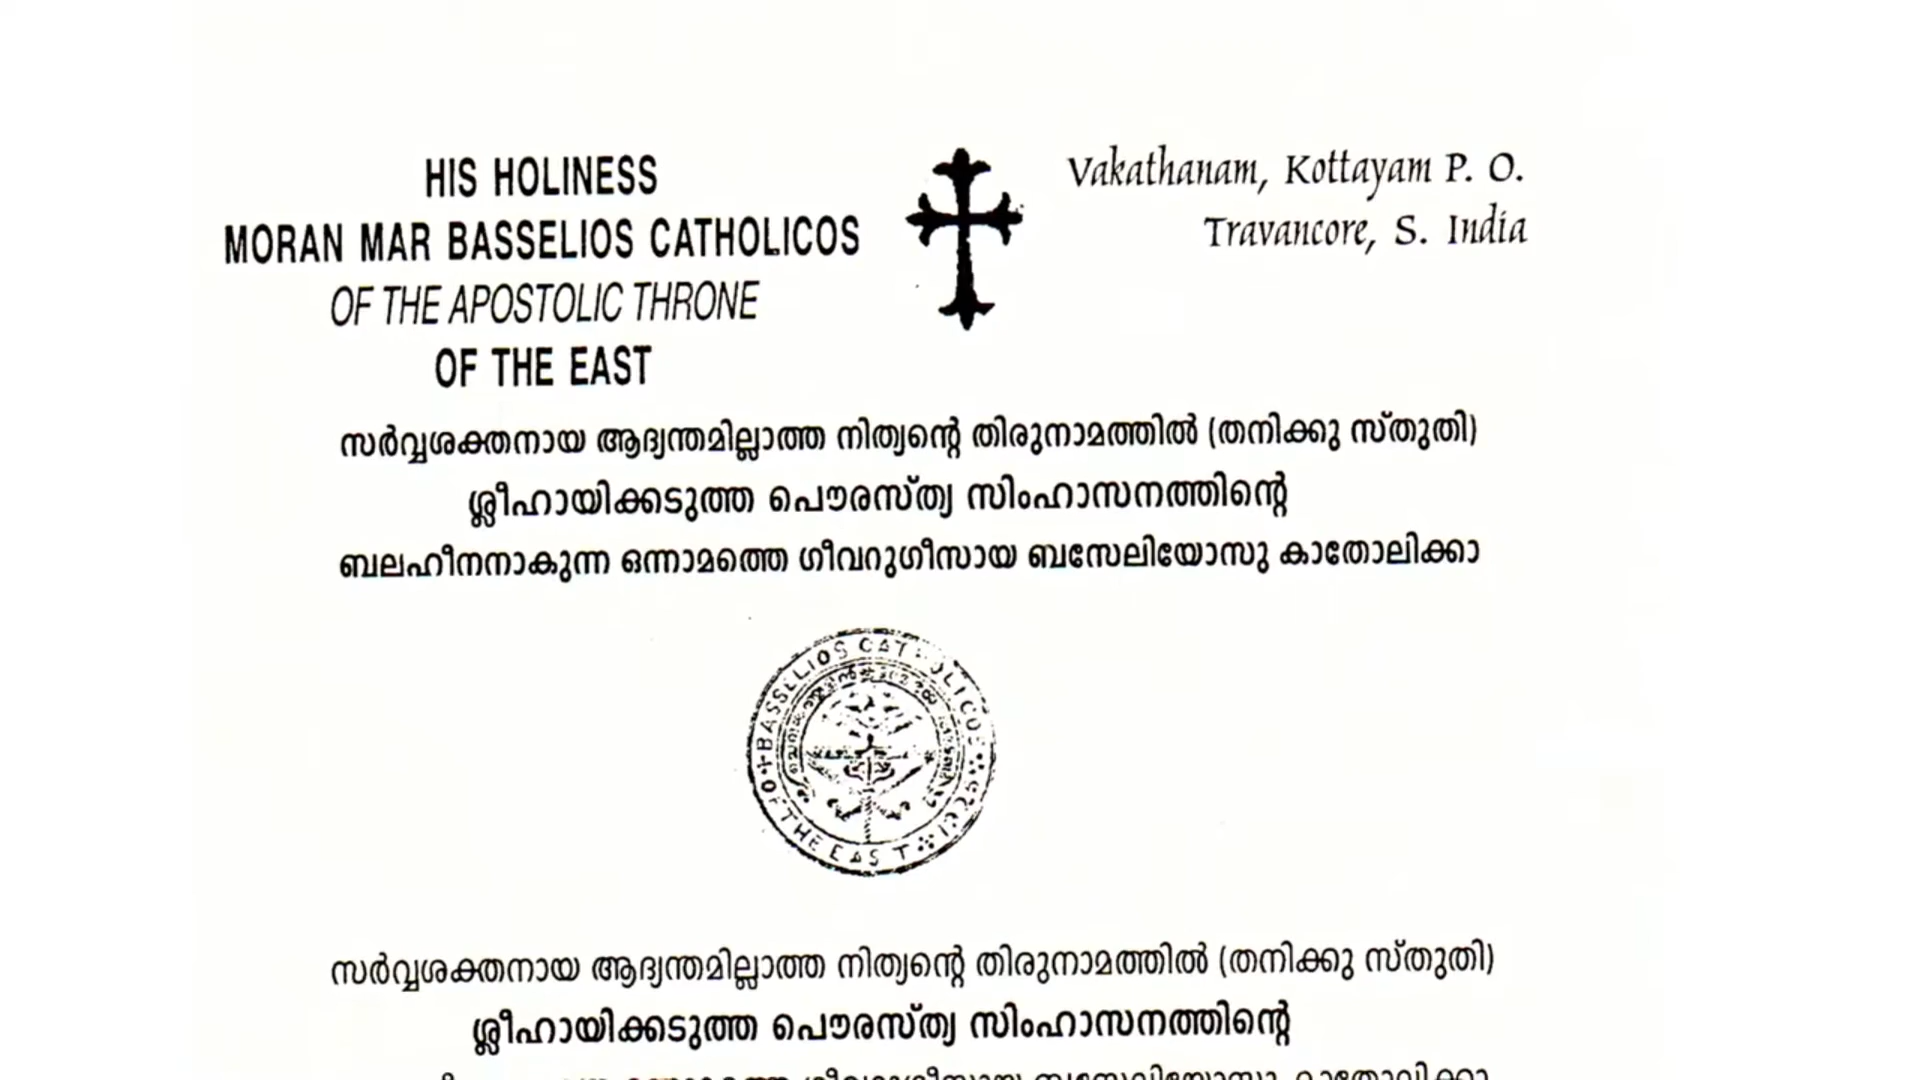 HIS HOLINESS
MORAN MAR BASSELIOS CATHOLICOS
OF THE APOSTOLIC THRONE
OF THE EAST
Vakathanam, Kottayam P. O.
Travancore, S. India
സർവ്വശക്തനായ ആദ്യന്തമില്ലാത്ത നിത്യന്റെ തിരുനാമത്തിൽ (തനിക്കു സ്തുതി)
ശ്ലീഹായിക്കടുത്ത പൌരസ്ത്യ സിംഹാസനത്തിന്റെ
ബലഹീനനാകുന്ന ഒന്നാമത്തെ ഗീവറുഗീസായ ബസേലിയോസു കാതോലിക്കാ
BASSELIOS CATHOLICOS
OF THE EAST
സർവ്വശക്തനായ ആദ്യന്തമില്ലാത്ത നിത്യന്റെ തിരുനാമത്തിൽ (തനിക്കു സ്തുതി)
ശ്ലീഹായിക്കടുത്ത പൌരസ്ത്യ സിംഹാസനത്തിന്റെ